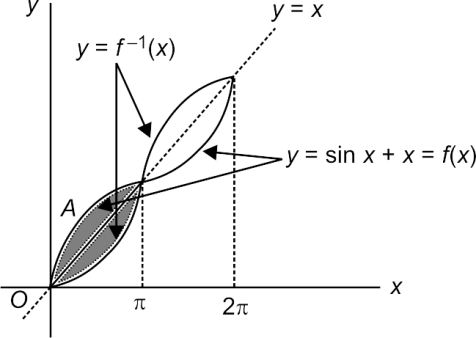 y
y = x
y = f⁻¹(x)
y = sin x + x = f(x)
A
O
π
2π
x